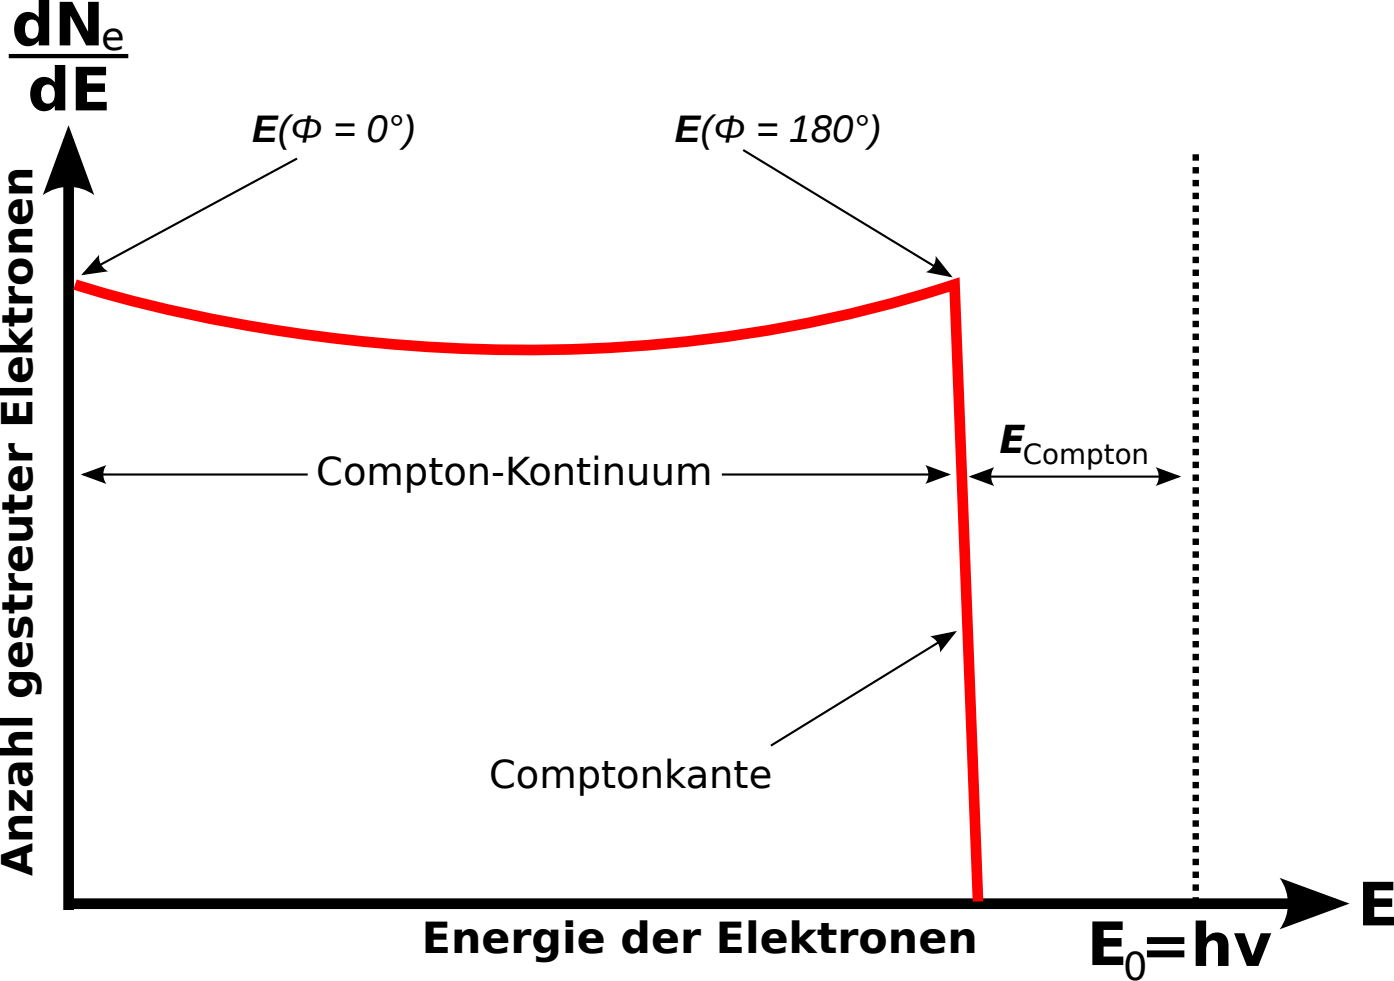 dNe
dE
E(Φ = 0°)
E(Φ = 180°)
Anzahl gestreuter Elektronen
ECompton
Compton-Kontinuum
Comptonkante
E
Energie der Elektronen
E0=hν